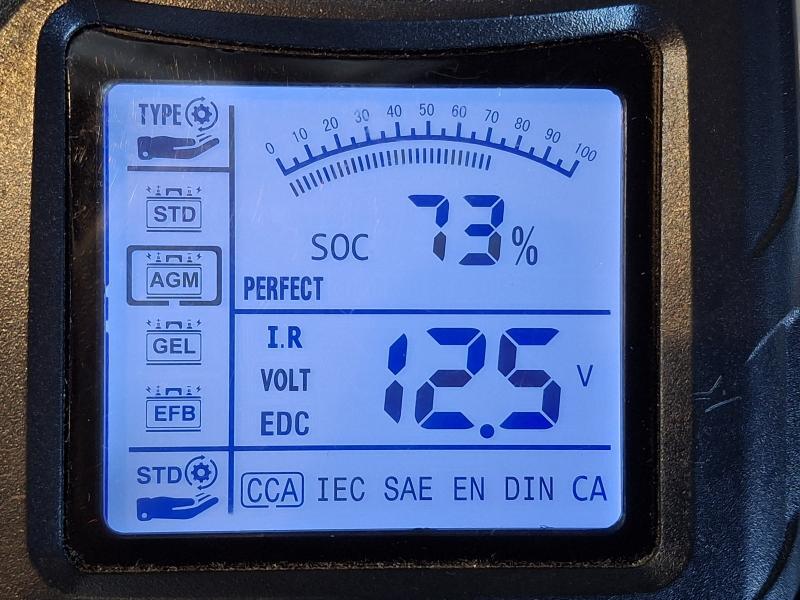 TYPE
STD
AGM
GEL
EFB
STD
0 10 20 30 40 50 60 70 80 90 100
SOC 73%
PERFECT
I.R
VOLT
EDC
12.5 V
CCA IEC SAE EN DIN CA